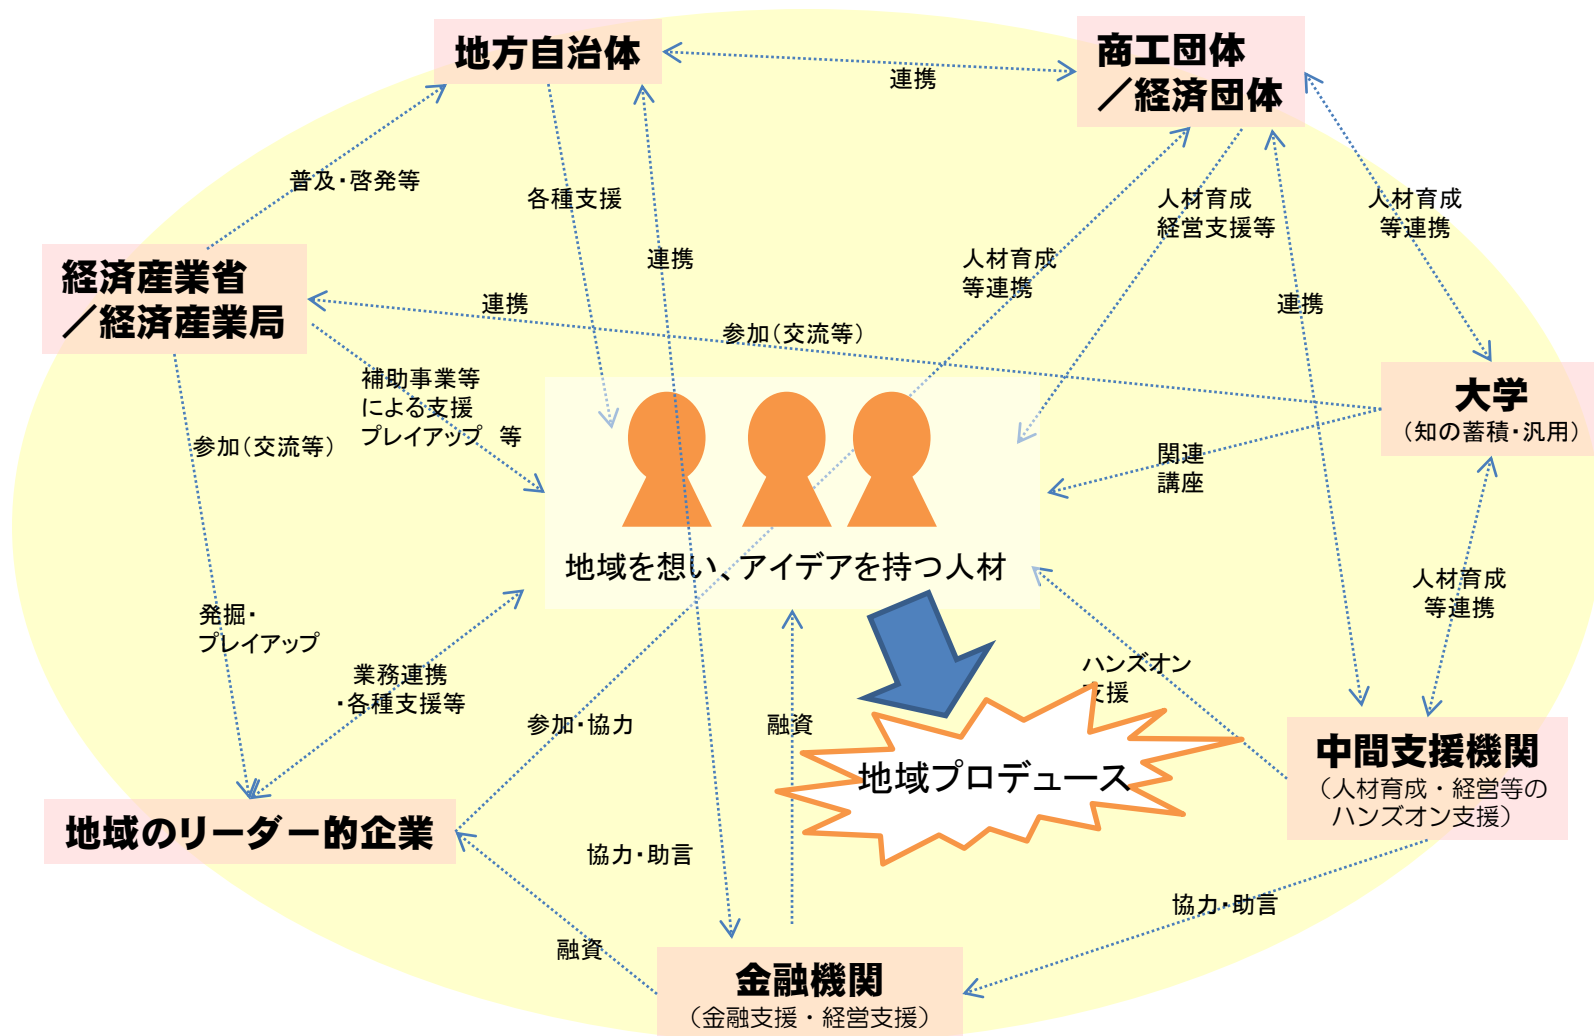 地方自治体
商工団体
／経済団体
連携
普及・啓発等
各種支援
人材育成
経営支援等
人材育成
等連携
経済産業省
／経済産業局
連携
連携
人材育成
等連携
連携
参加（交流等）
補助事業等
による支援
プレイアップ　等
大学
（知の蓄積・汎用）
参加（交流等）
関連
講座
地域を想い、アイデアを持つ人材
人材育成
等連携
発掘・
プレイアップ
業務連携
・各種支援等
ハンズオン
支援
参加・協力
融資
地域プロデュース
中間支援機関
（人材育成・経営等の
ハンズオン支援）
地域のリーダー的企業
協力・助言
協力・助言
融資
金融機関
（金融支援・経営支援）